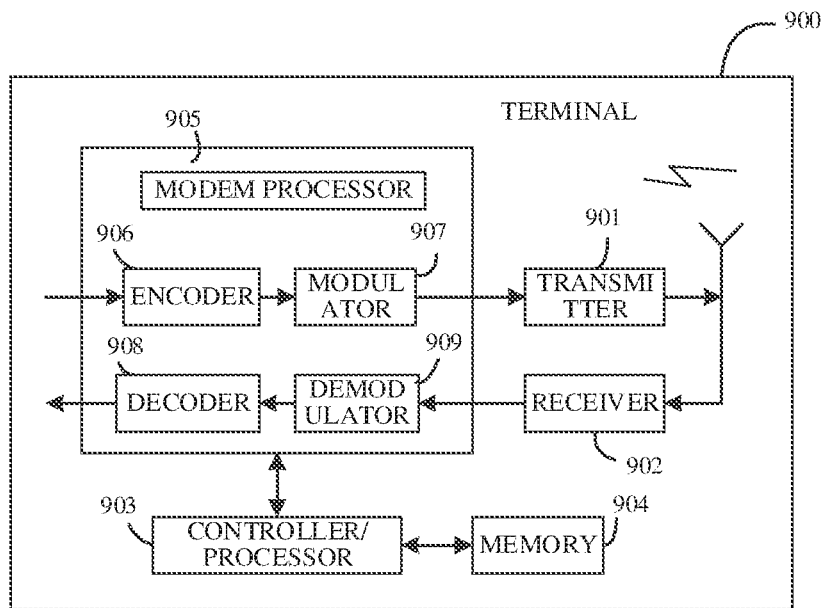 900
TERMINAL
905
MODEM PROCESSOR
906
907
901
ENCODER
MODUL
ATOR
TRANSMI
TTER
908
909
DECODER
DEMOD
ULATOR
RECEIVER
902
903
904
CONTROLLER/
PROCESSOR
MEMORY